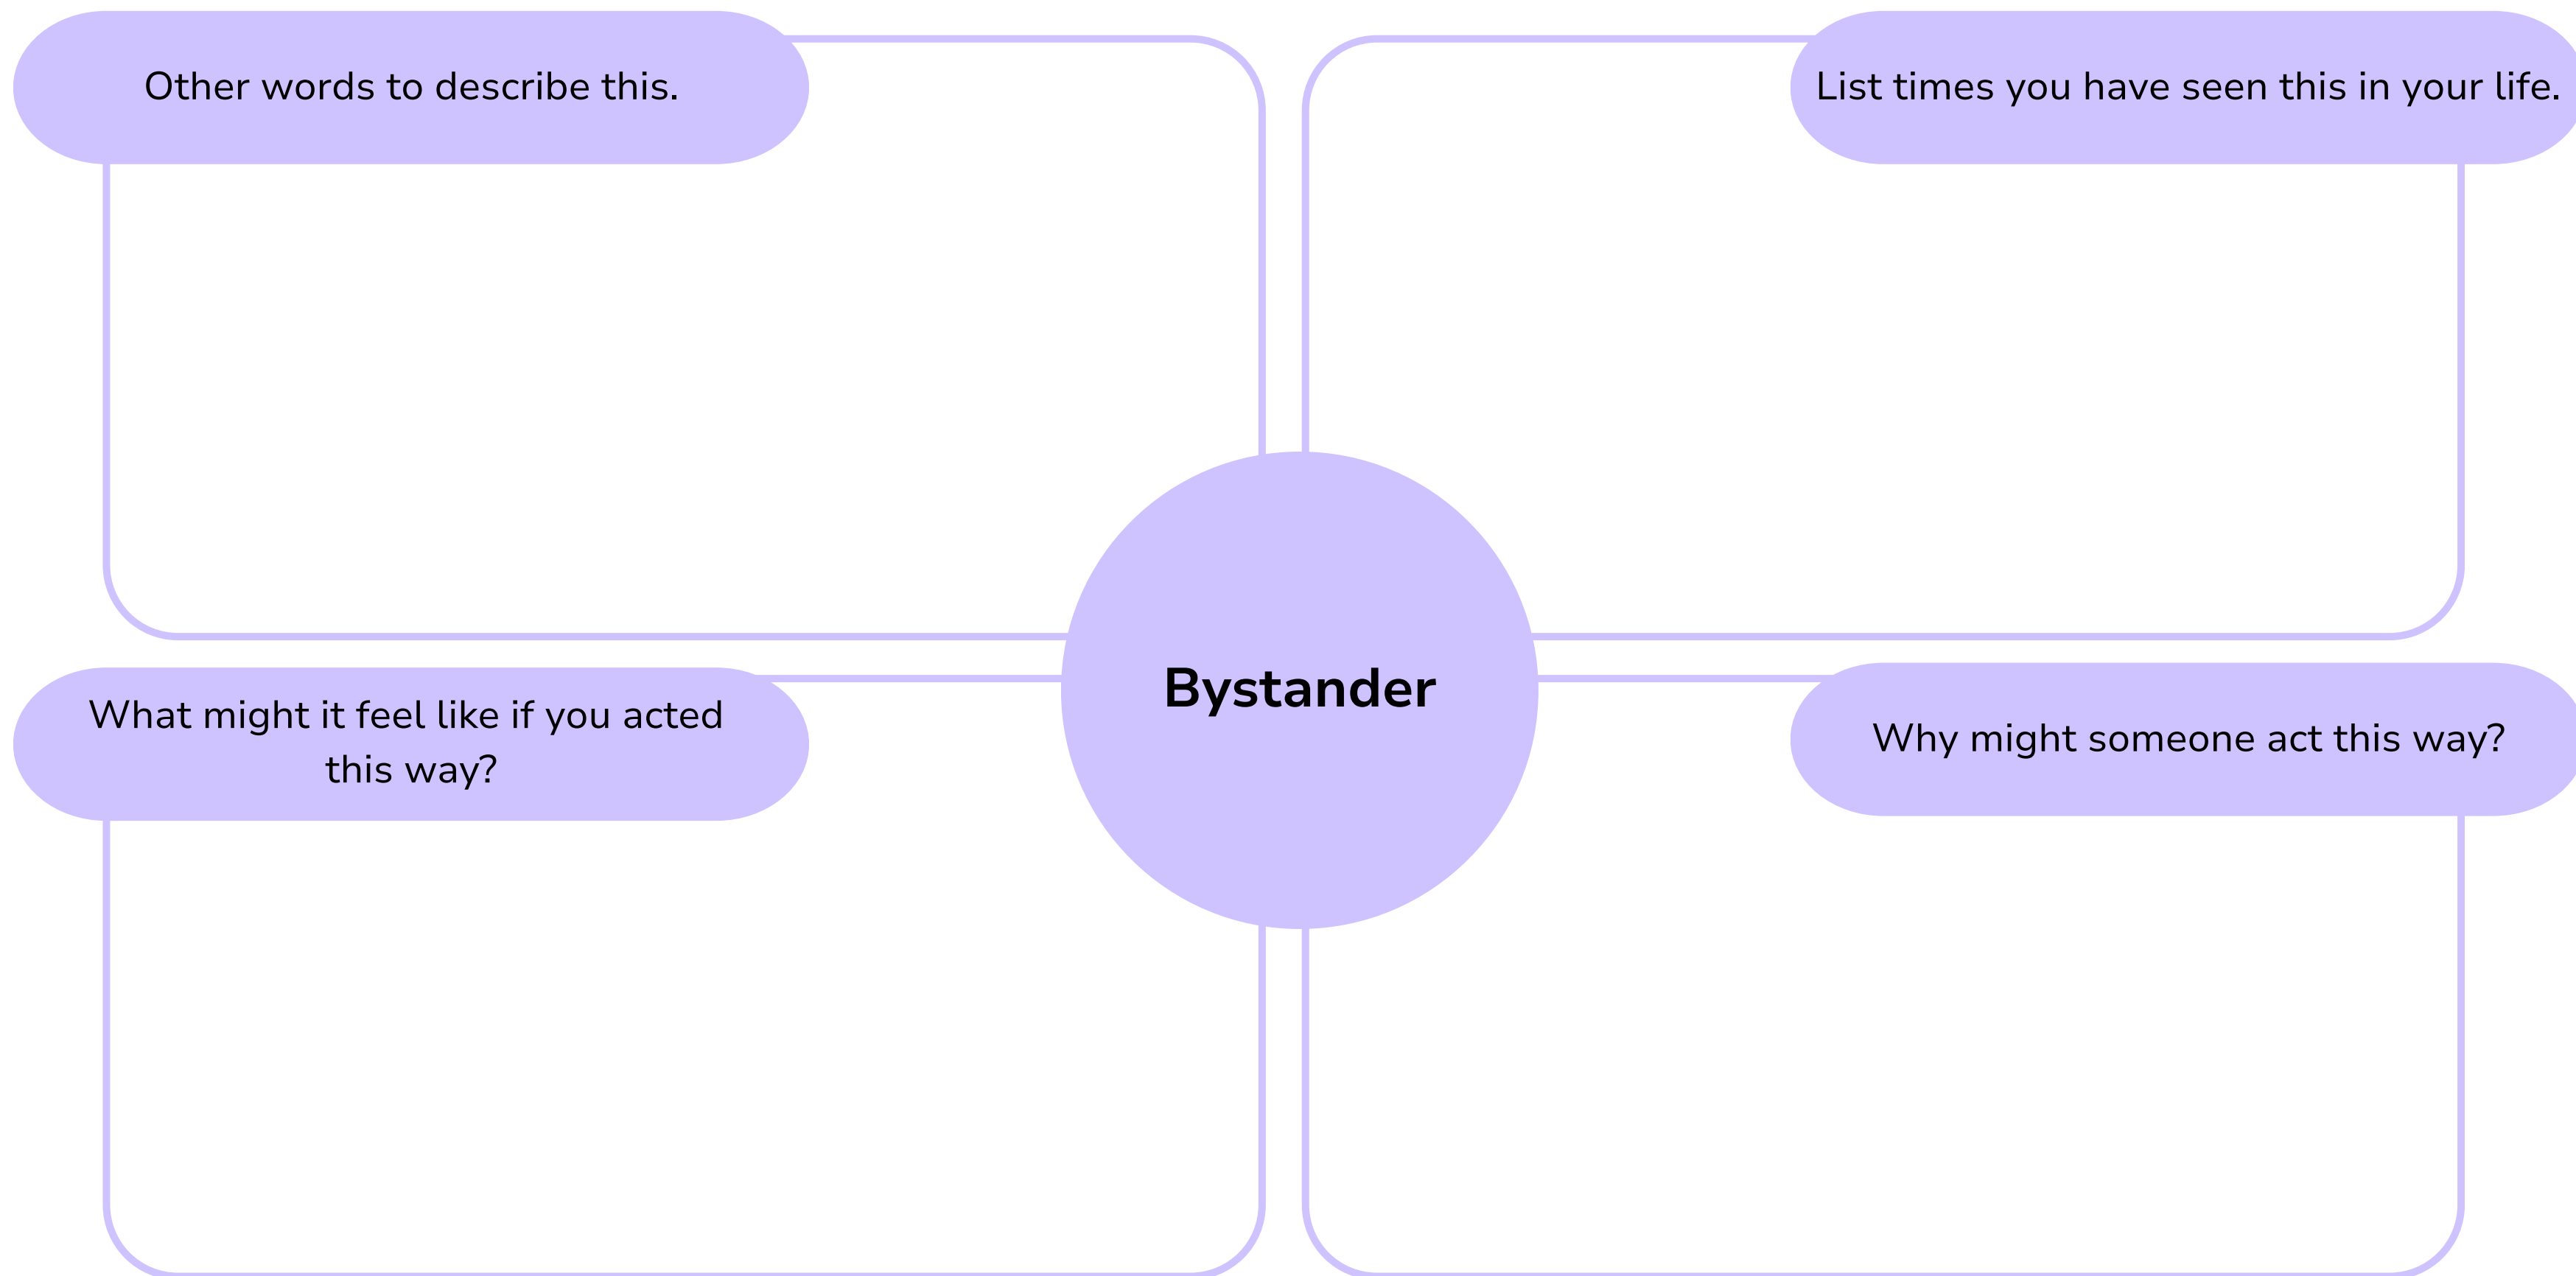 Other words to describe this.
List times you have seen this in your life.
Bystander
What might it feel like if you acted
this way?
Why might someone act this way?